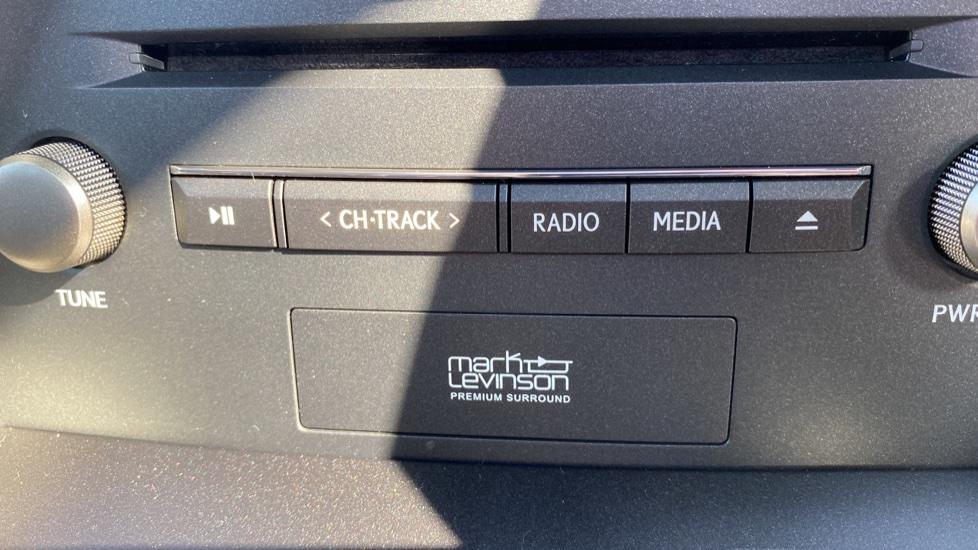 < CH·TRACK >
RADIO
MEDIA
TUNE
PWR
mark
Levinson
PREMIUM SURROUND